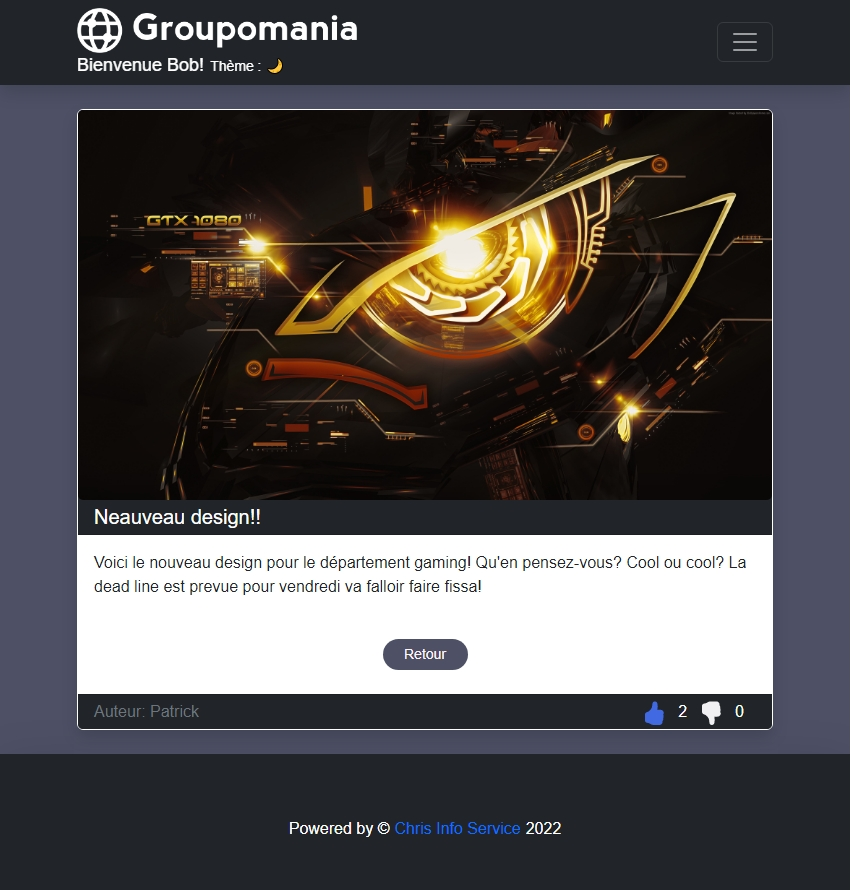 Groupomania
Bienvenue Bob! Thème : 🌙
GTX 1080
Neauveau design!!
Voici le nouveau design pour le département gaming! Qu'en pensez-vous? Cool ou cool? La
dead line est prevue pour vendredi va falloir faire fissa!
Retour
Auteur: Patrick
2
0
Powered by © Chris Info Service 2022